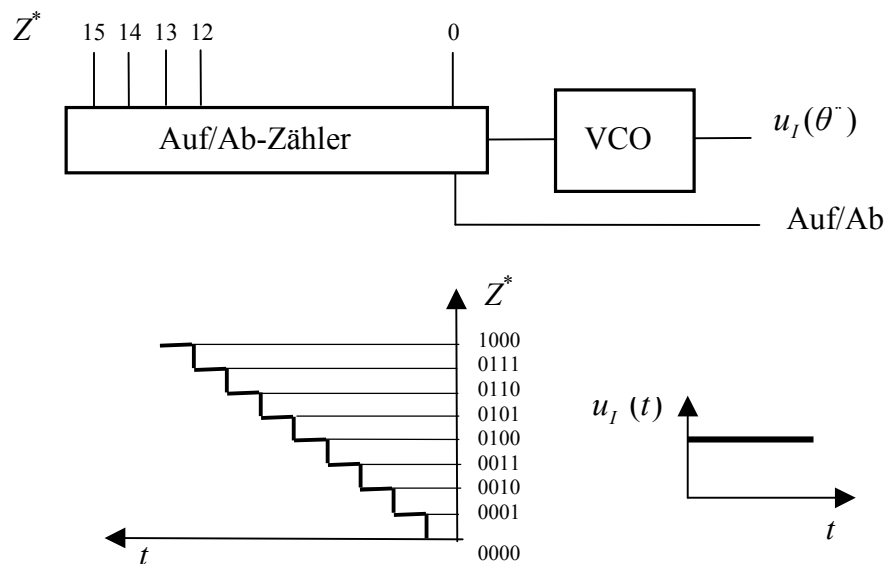 Z* 15 14 13 12 0
Auf/Ab-Zähler
VCO
u_I(θ¨)
Auf/Ab
Z*
1000
0111
0110
0101
0100
0011
0010
0001
0000
t
u_I (t)
t